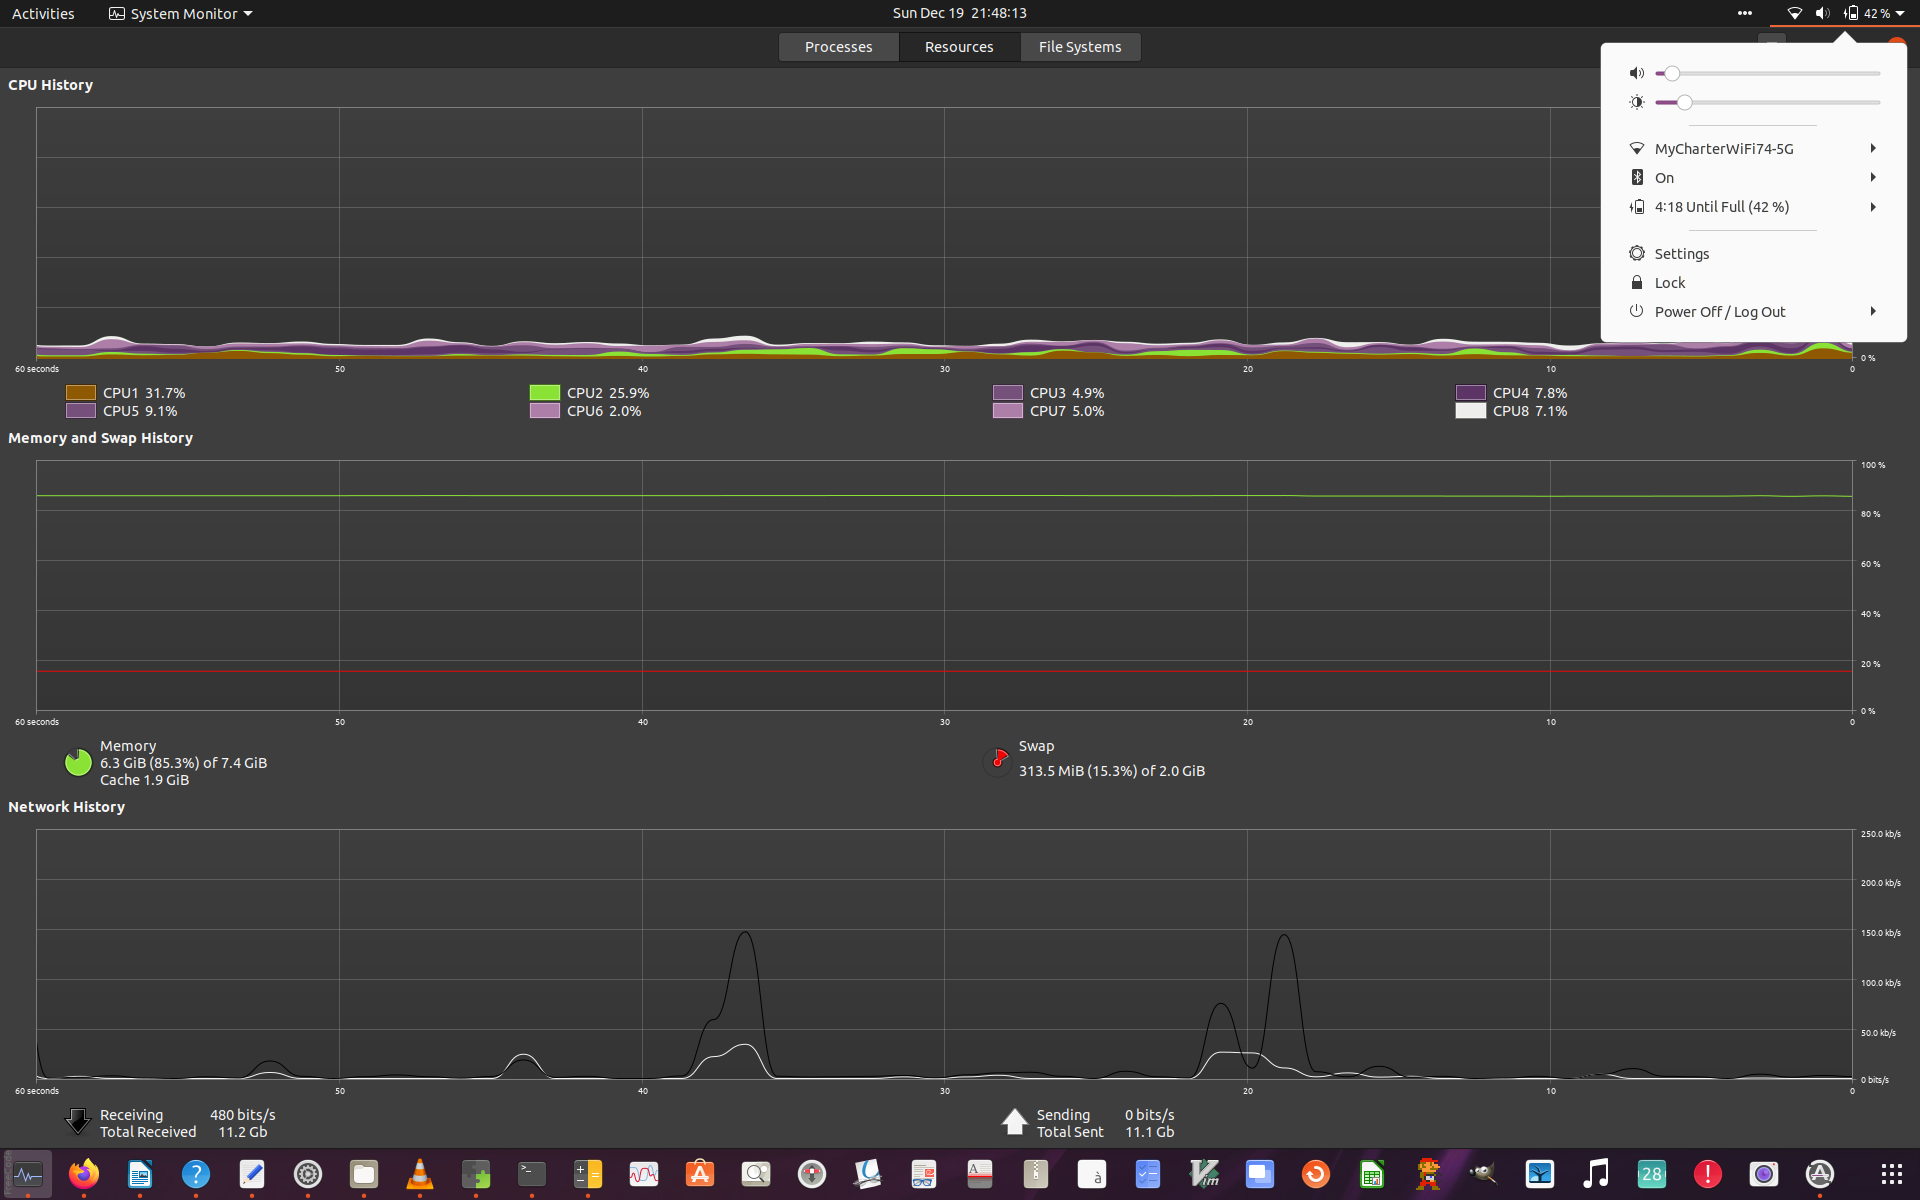 Activities System Monitor Sun Dec 19 21:48:13 42 %
Processes Resources File Systems
CPU History
MyCharterWiFi74-5G
On
4:18 Until Full (42 %)
Settings
Lock
Power Off / Log Out
0 %
60 seconds 50 40 30 20 10 0
CPU1 31.7% CPU2 25.9% CPU3 4.9% CPU4 7.8%
CPU5 9.1% CPU6 2.0% CPU7 5.0% CPU8 7.1%
Memory and Swap History
100 %
80 %
60 %
40 %
20 %
0 %
60 seconds 50 40 30 20 10 0
Memory
6.3 GiB (85.3%) of 7.4 GiB
Cache 1.9 GiB
Swap
313.5 MiB (15.3%) of 2.0 GiB
Network History
250.0 kb/s
200.0 kb/s
150.0 kb/s
100.0 kb/s
50.0 kb/s
0 bits/s
60 seconds 50 40 30 20 10 0
Receiving 480 bits/s
Total Received 11.2 Gb
Sending 0 bits/s
Total Sent 11.1 Gb
28